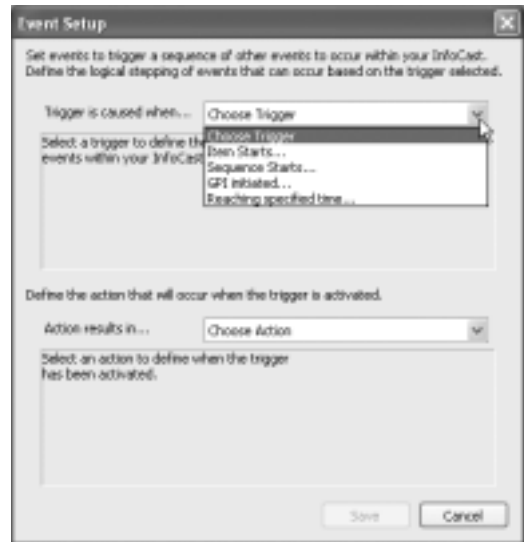 Event Setup
Set events to trigger a sequence of other events to occur within your InfoCast.
Define the logical stepping of events that can occur based on the trigger selected.
Trigger is caused when... Choose Trigger
Select a trigger to define th
Choose Trigger
events within your InfoCast
Item Starts...
Sequence Starts...
GPI initiated...
Reaching specified time...
Define the action that will occur when the trigger is activated.
Action results in... Choose Action
Select an action to define when the trigger
has been activated.
Save Cancel